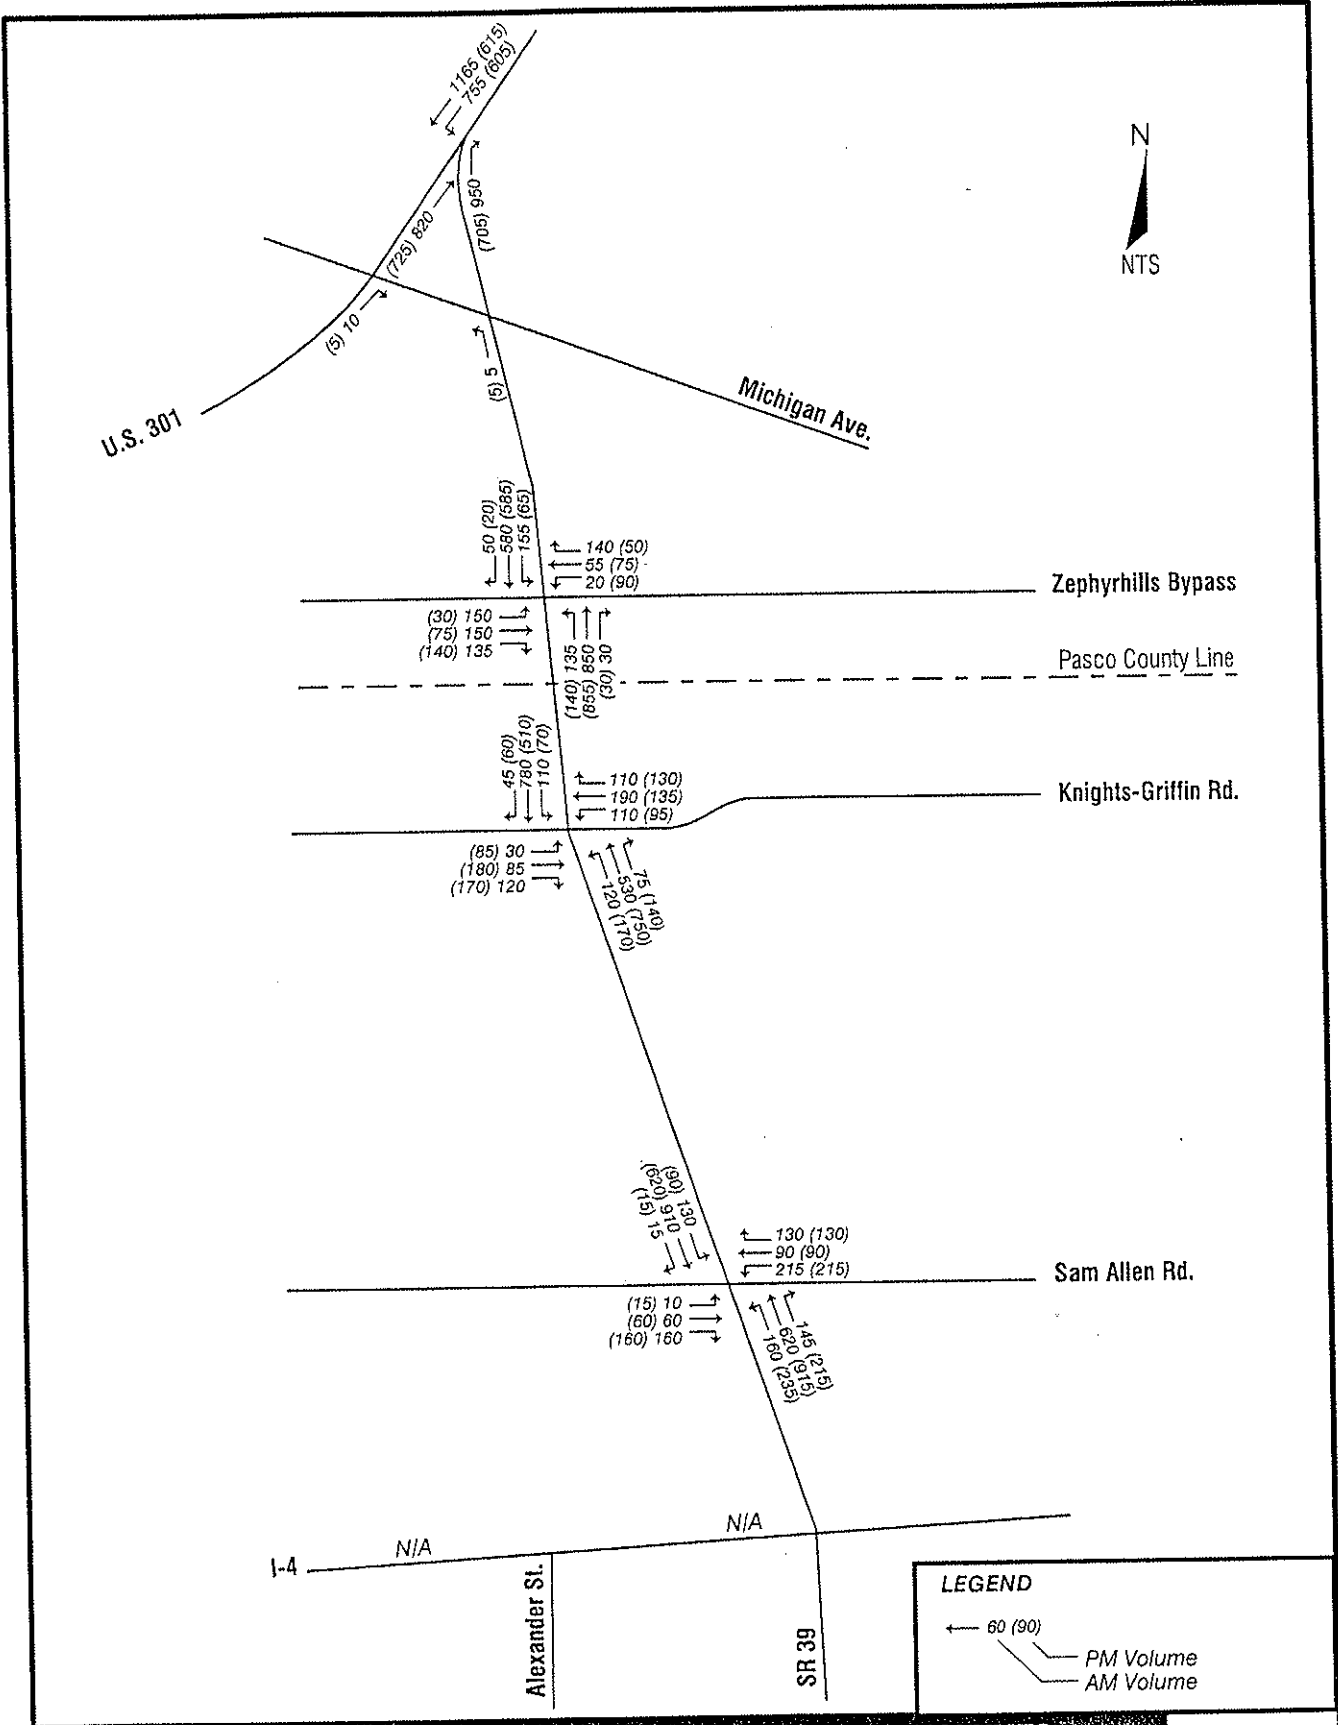 1165 (615)
755 (605)
N
NTS
(705) 950
(725) 820
(5) 10
(5) 5
U.S. 301
Michigan Ave.
50 (20)
580 (585)
155 (65)
140 (50)
55 (75)
20 (90)
Zephyrhills Bypass
(30) 150
(75) 150
(140) 135
(140) 135
(855) 850
(30) 30
Pasco County Line
45 (60)
780 (510)
110 (70)
110 (130)
190 (135)
110 (95)
Knights-Griffin Rd.
(85) 30
(180) 85
(170) 120
75 (140)
530 (750)
120 (170)
(90) 130
(620) 910
(15) 15
130 (130)
90 (90)
215 (215)
Sam Allen Rd.
(15) 10
(60) 60
(160) 160
145 (215)
620 (915)
160 (235)
N/A
N/A
I-4
Alexander St.
SR 39
LEGEND
60 (90)
PM Volume
AM Volume